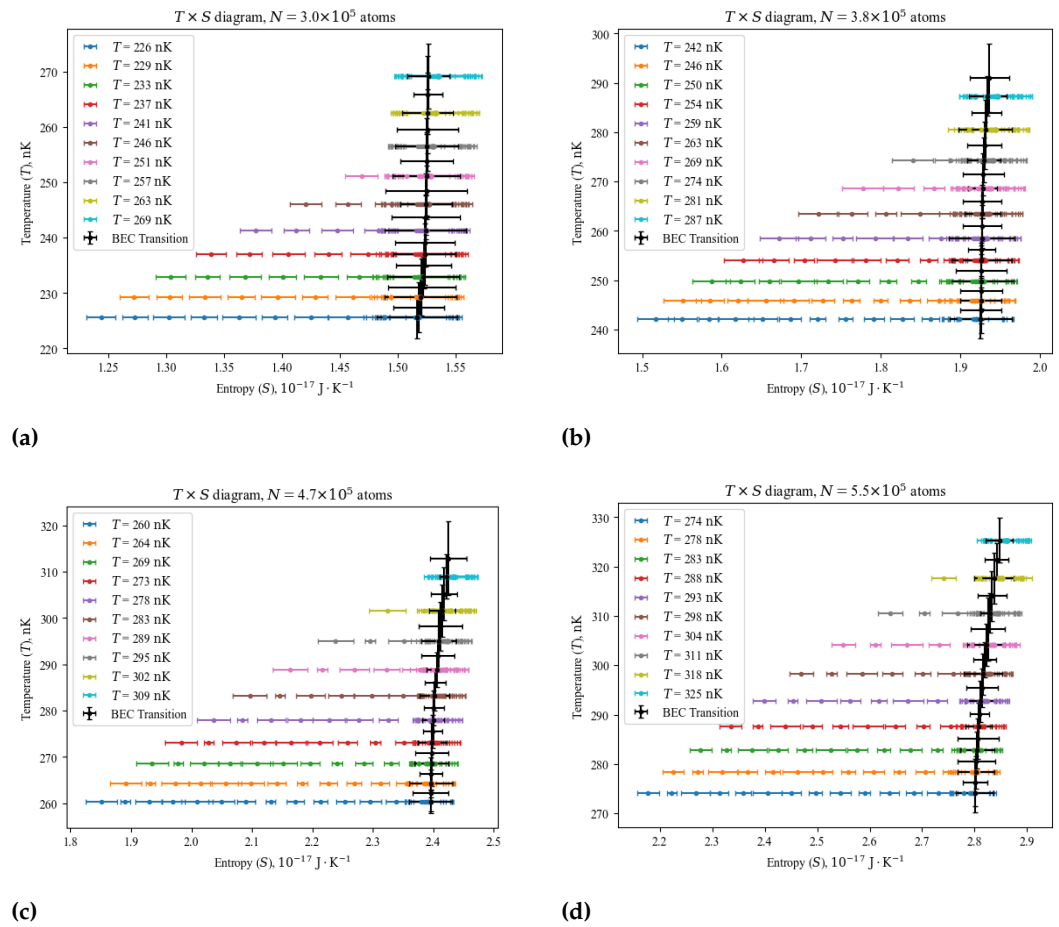 T × S diagram, N = 3.0×10⁵ atoms
T = 226 nK
T = 229 nK
T = 233 nK
T = 237 nK
T = 241 nK
T = 246 nK
T = 251 nK
T = 257 nK
T = 263 nK
T = 269 nK
BEC Transition
Temperature (T), nK
270
260
250
240
230
220
1.25
1.30
1.35
1.40
1.45
1.50
1.55
Entropy (S), 10⁻¹⁷ J · K⁻¹
(a)
T × S diagram, N = 3.8×10⁵ atoms
T = 242 nK
T = 246 nK
T = 250 nK
T = 254 nK
T = 259 nK
T = 263 nK
T = 269 nK
T = 274 nK
T = 281 nK
T = 287 nK
BEC Transition
Temperature (T), nK
300
290
280
270
260
250
240
1.5
1.6
1.7
1.8
1.9
2.0
Entropy (S), 10⁻¹⁷ J · K⁻¹
(b)
T × S diagram, N = 4.7×10⁵ atoms
T = 260 nK
T = 264 nK
T = 269 nK
T = 273 nK
T = 278 nK
T = 283 nK
T = 289 nK
T = 295 nK
T = 302 nK
T = 309 nK
BEC Transition
Temperature (T), nK
320
310
300
290
280
270
260
1.8
1.9
2.0
2.1
2.2
2.3
2.4
2.5
Entropy (S), 10⁻¹⁷ J · K⁻¹
(c)
T × S diagram, N = 5.5×10⁵ atoms
T = 274 nK
T = 278 nK
T = 283 nK
T = 288 nK
T = 293 nK
T = 298 nK
T = 304 nK
T = 311 nK
T = 318 nK
T = 325 nK
BEC Transition
Temperature (T), nK
330
320
310
300
290
280
270
2.2
2.3
2.4
2.5
2.6
2.7
2.8
2.9
Entropy (S), 10⁻¹⁷ J · K⁻¹
(d)